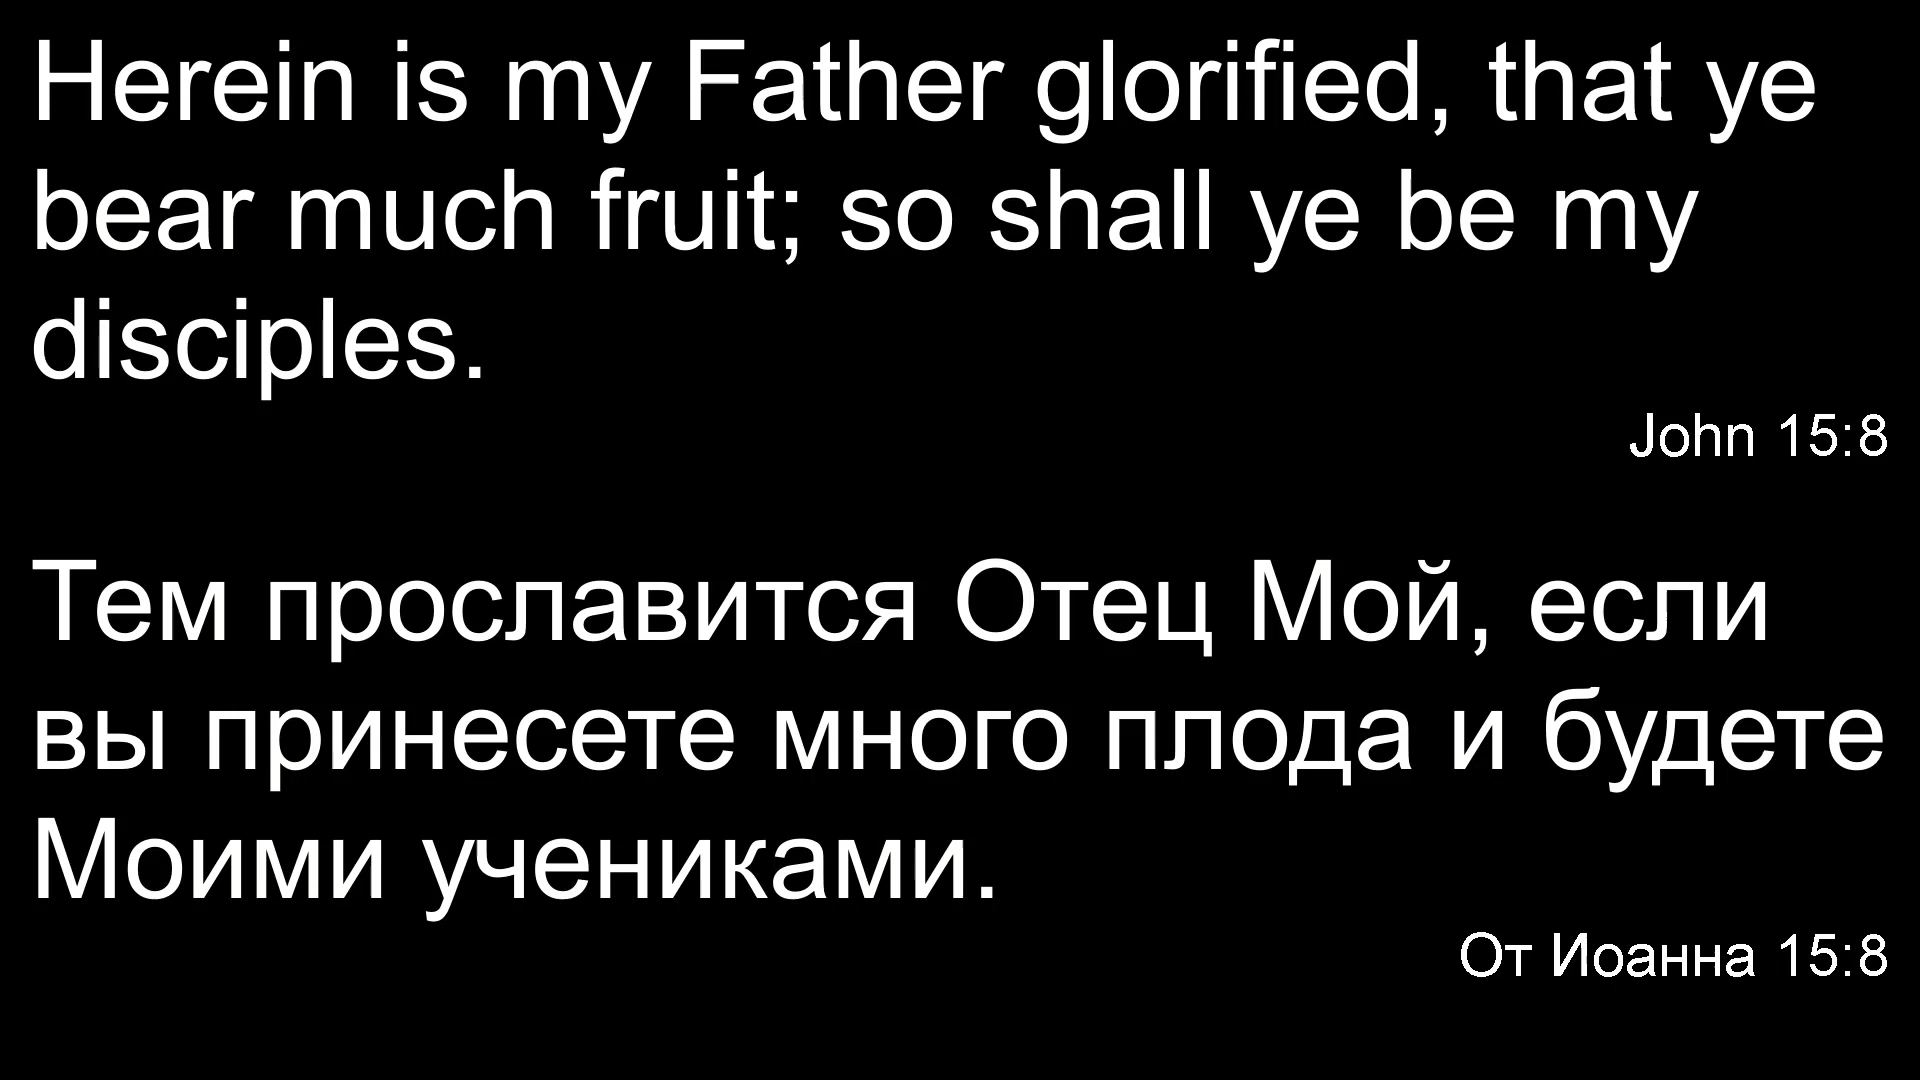 Herein is my Father glorified, that ye
bear much fruit; so shall ye be my
disciples.
John 15:8
Тем прославится Отец Мой, если
вы принесете много плода и будете
Моими учениками.
От Иоанна 15:8